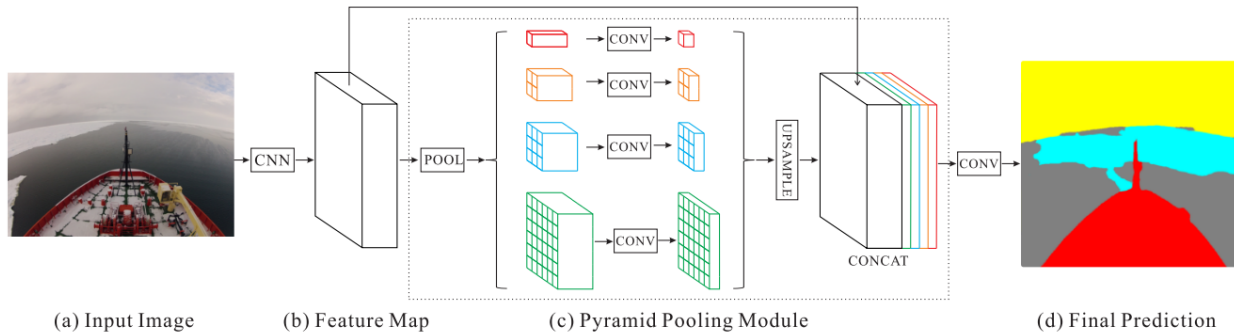 CNN
POOL
CONV
CONV
CONV
CONV
UPSAMPLE
CONCAT
CONV
(a) Input Image
(b) Feature Map
(c) Pyramid Pooling Module
(d) Final Prediction